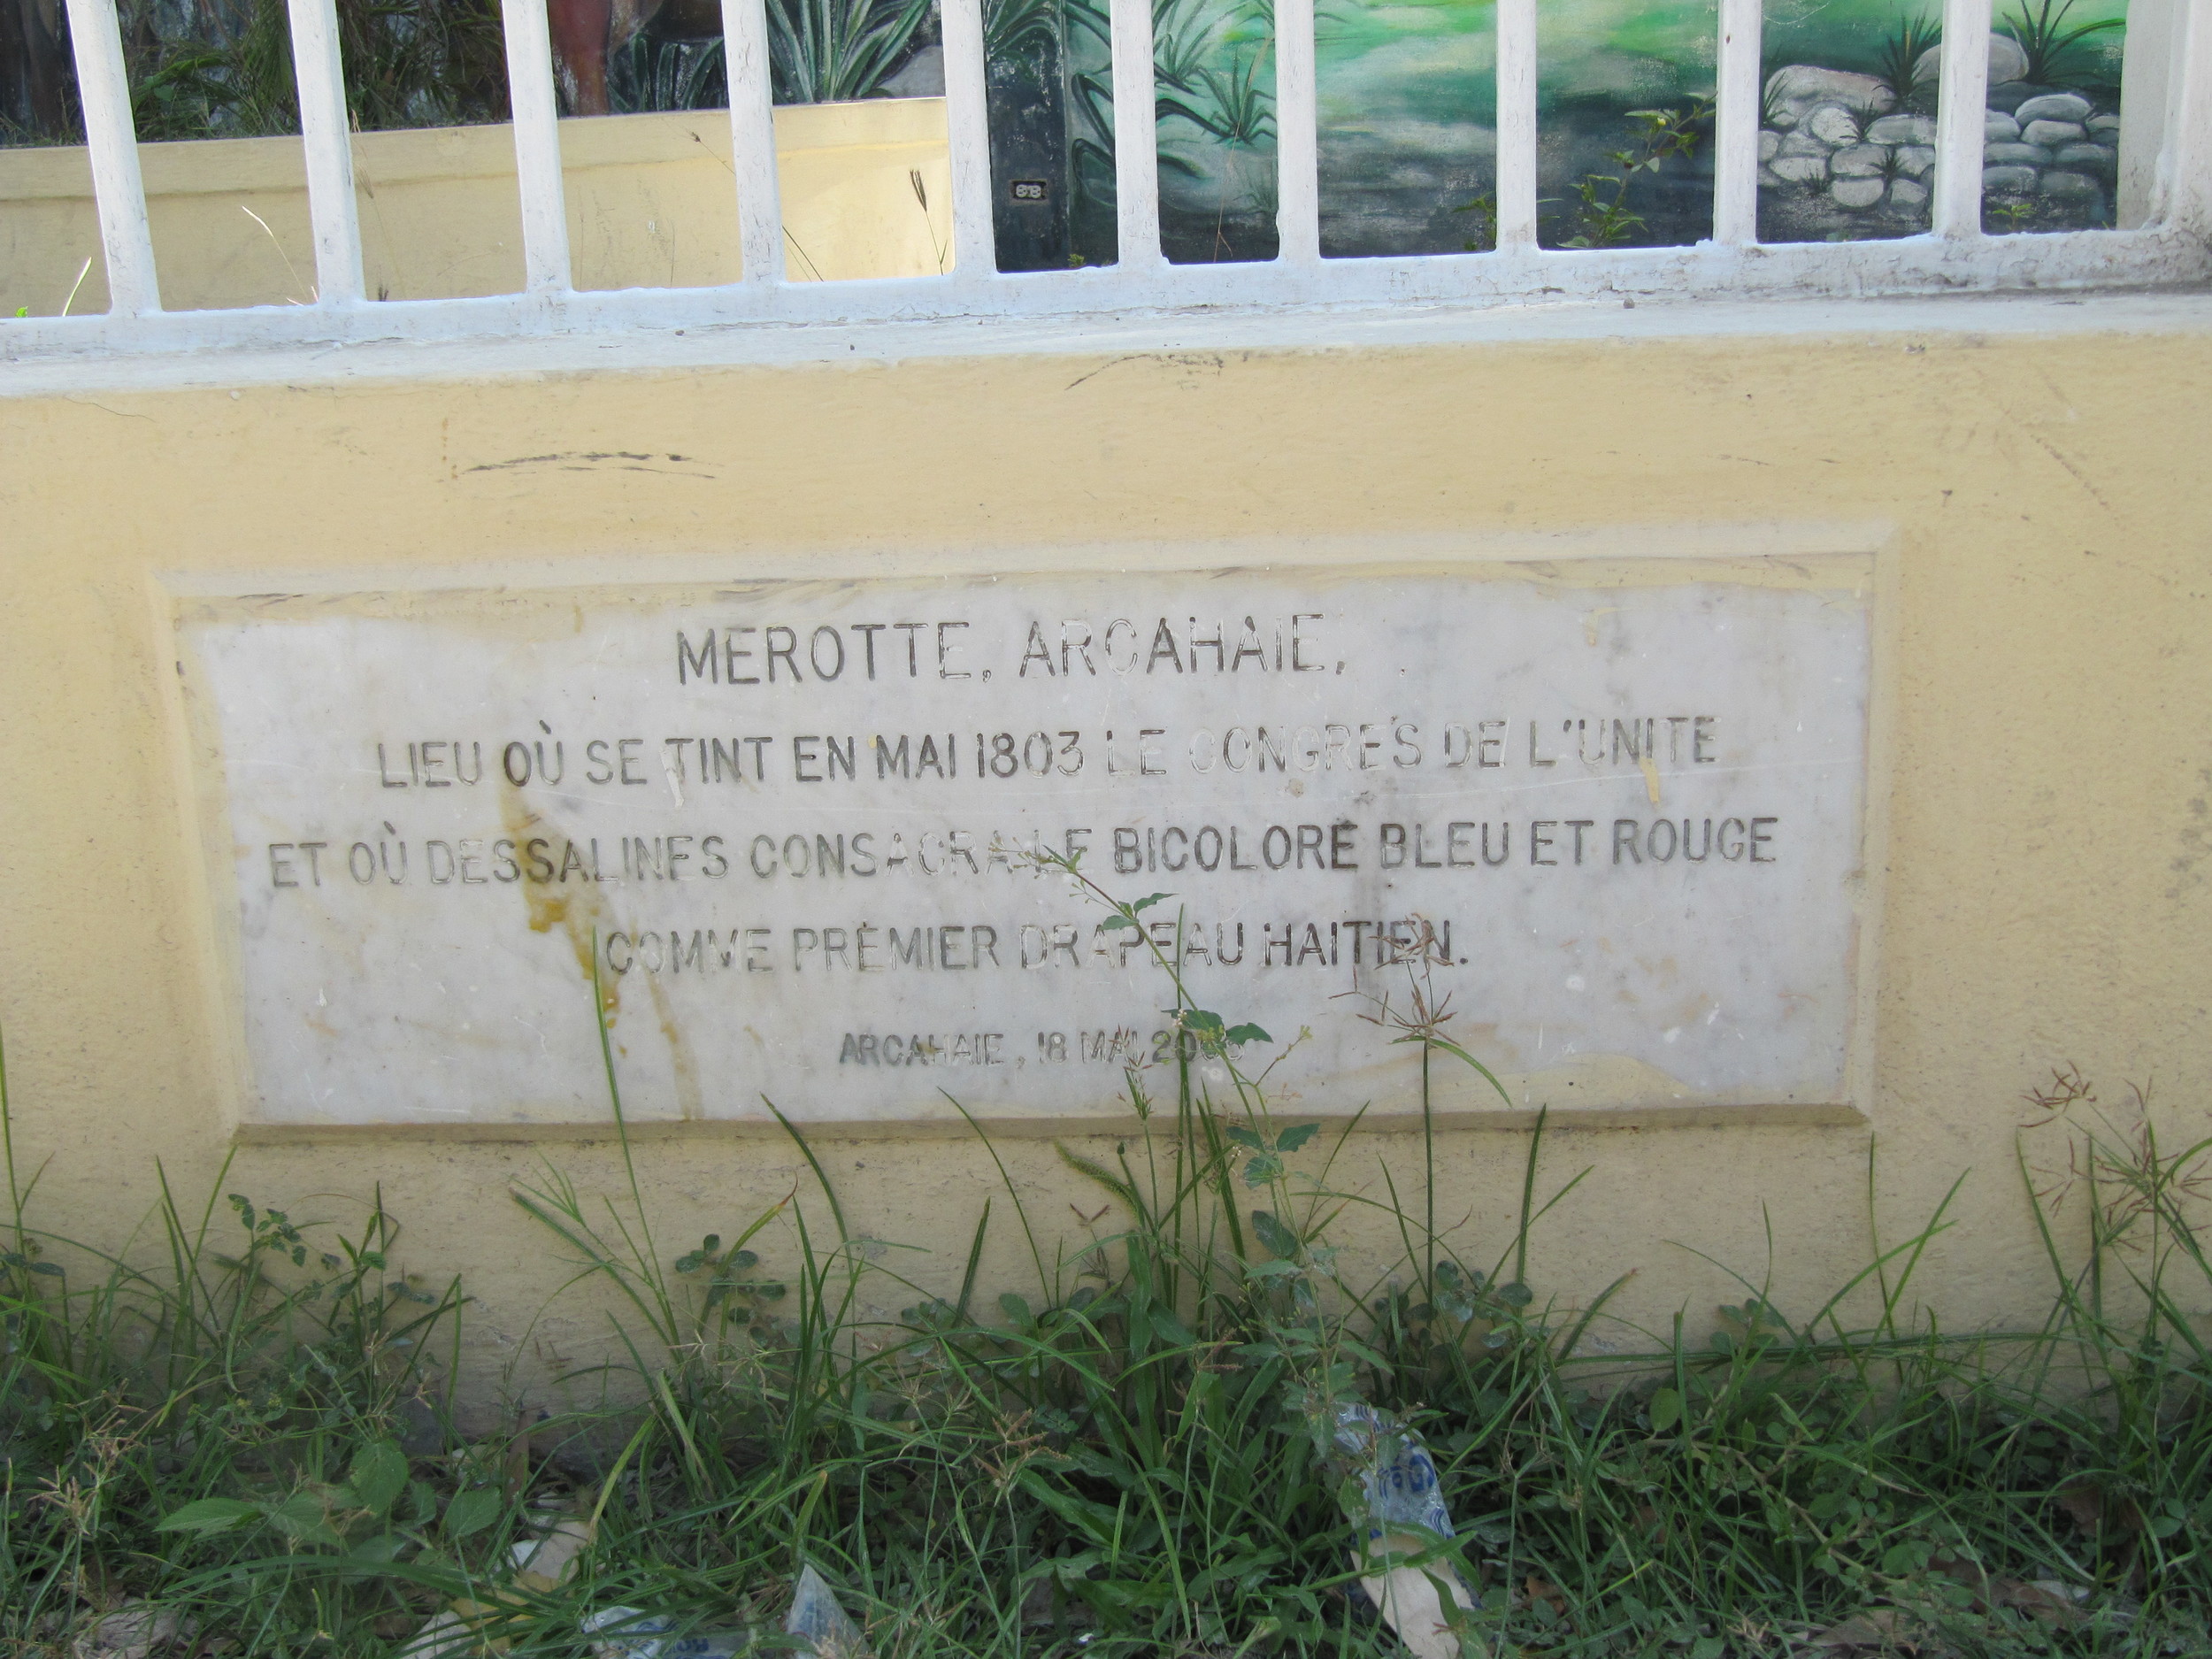 MEROTTE, ARCAHAIE,
LIEU OÙ SE TINT EN MAI 1803 LE CONGRÈS DE L'UNITE
ET OÙ DESSALINES CONSACRA LE BICOLORE BLEU ET ROUGE
COMME PREMIER DRAPEAU HAITIEN.
ARCAHAIE, 18 MAI